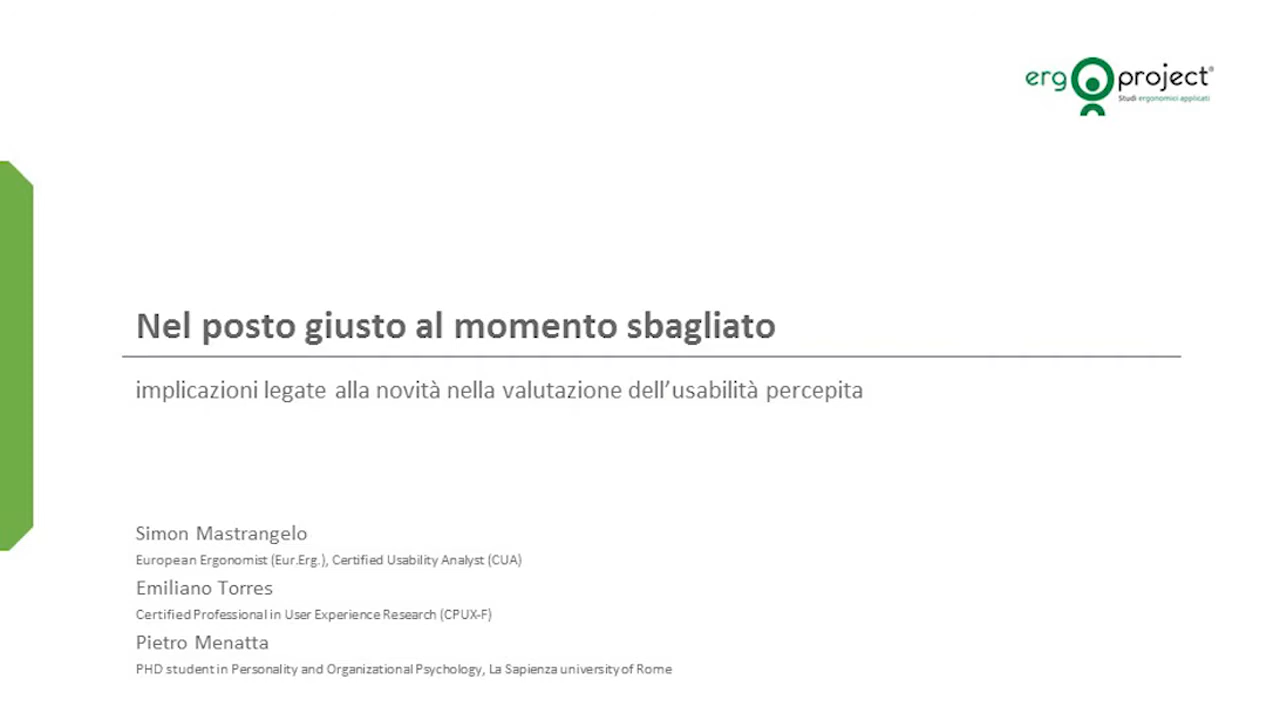 ergoproject®
Studi ergonomici applicati
Nel posto giusto al momento sbagliato
implicazioni legate alla novità nella valutazione dell’usabilità percepita
Simon Mastrangelo
European Ergonomist (Eur.Erg.), Certified Usability Analyst (CUA)
Emiliano Torres
Certified Professional in User Experience Research (CPUX-F)
Pietro Menatta
PHD student in Personality and Organizational Psychology, La Sapienza university of Rome